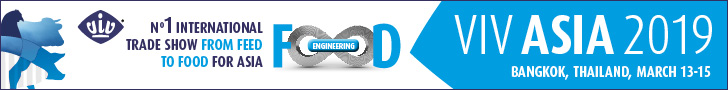 viv
Nº1 INTERNATIONAL
TRADE SHOW FROM FEED
TO FOOD FOR ASIA
FOOD
ENGINEERING
VIV ASIA 2019
BANGKOK, THAILAND, MARCH 13-15